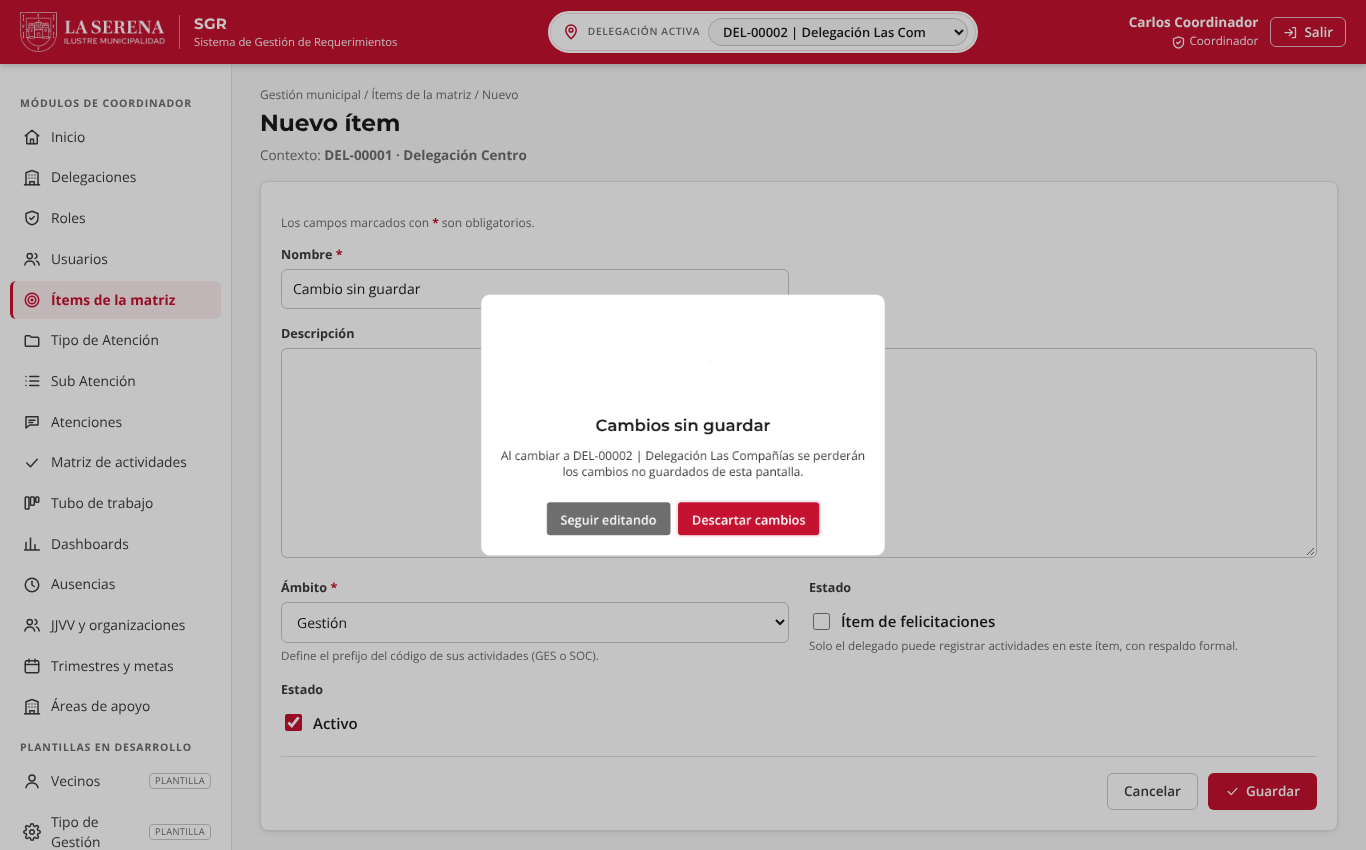 LA SERENA
ILUSTRE MUNICIPALIDAD
SGR
Sistema de Gestión de Requerimientos
DELEGACIÓN ACTIVA
DEL-00002 | Delegación Las Com
Carlos Coordinador
Coordinador
Salir
MÓDULOS DE COORDINADOR
Inicio
Delegaciones
Roles
Usuarios
Ítems de la matriz
Tipo de Atención
Sub Atención
Atenciones
Matriz de actividades
Tubo de trabajo
Dashboards
Ausencias
JJVV y organizaciones
Trimestres y metas
Áreas de apoyo
PLANTILLAS EN DESARROLLO
Vecinos PLANTILLA
Tipo de
Gestión PLANTILLA
Gestión municipal / Ítems de la matriz / Nuevo
Nuevo ítem
Contexto: DEL-00001 · Delegación Centro
Los campos marcados con * son obligatorios.
Nombre *
Cambio sin guardar
Descripción
Cambios sin guardar
Al cambiar a DEL-00002 | Delegación Las Compañías se perderán
los cambios no guardados de esta pantalla.
Seguir editando Descartar cambios
Ámbito *
Gestión
Define el prefijo del código de sus actividades (GES o SOC).
Estado
Ítem de felicitaciones
Solo el delegado puede registrar actividades en este ítem, con respaldo formal.
Estado
Activo
Cancelar Guardar